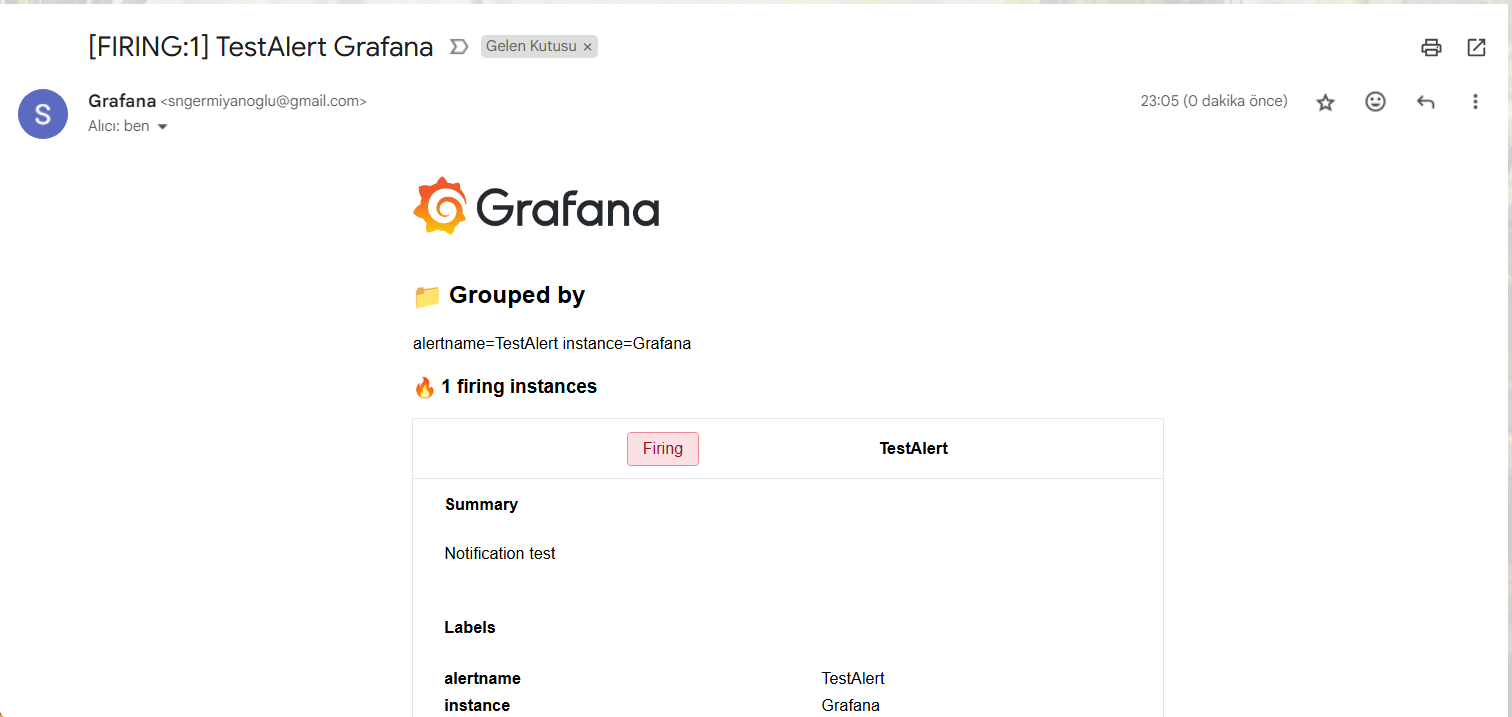 [FIRING:1] TestAlert Grafana Gelen Kutusu ×
S
Grafana <sngermiyanoglu@gmail.com> 23:05 (0 dakika önce)
Alıcı: ben
Grafana
Grouped by
alertname=TestAlert instance=Grafana
1 firing instances
Firing TestAlert
Summary
Notification test
Labels
alertname TestAlert
instance Grafana